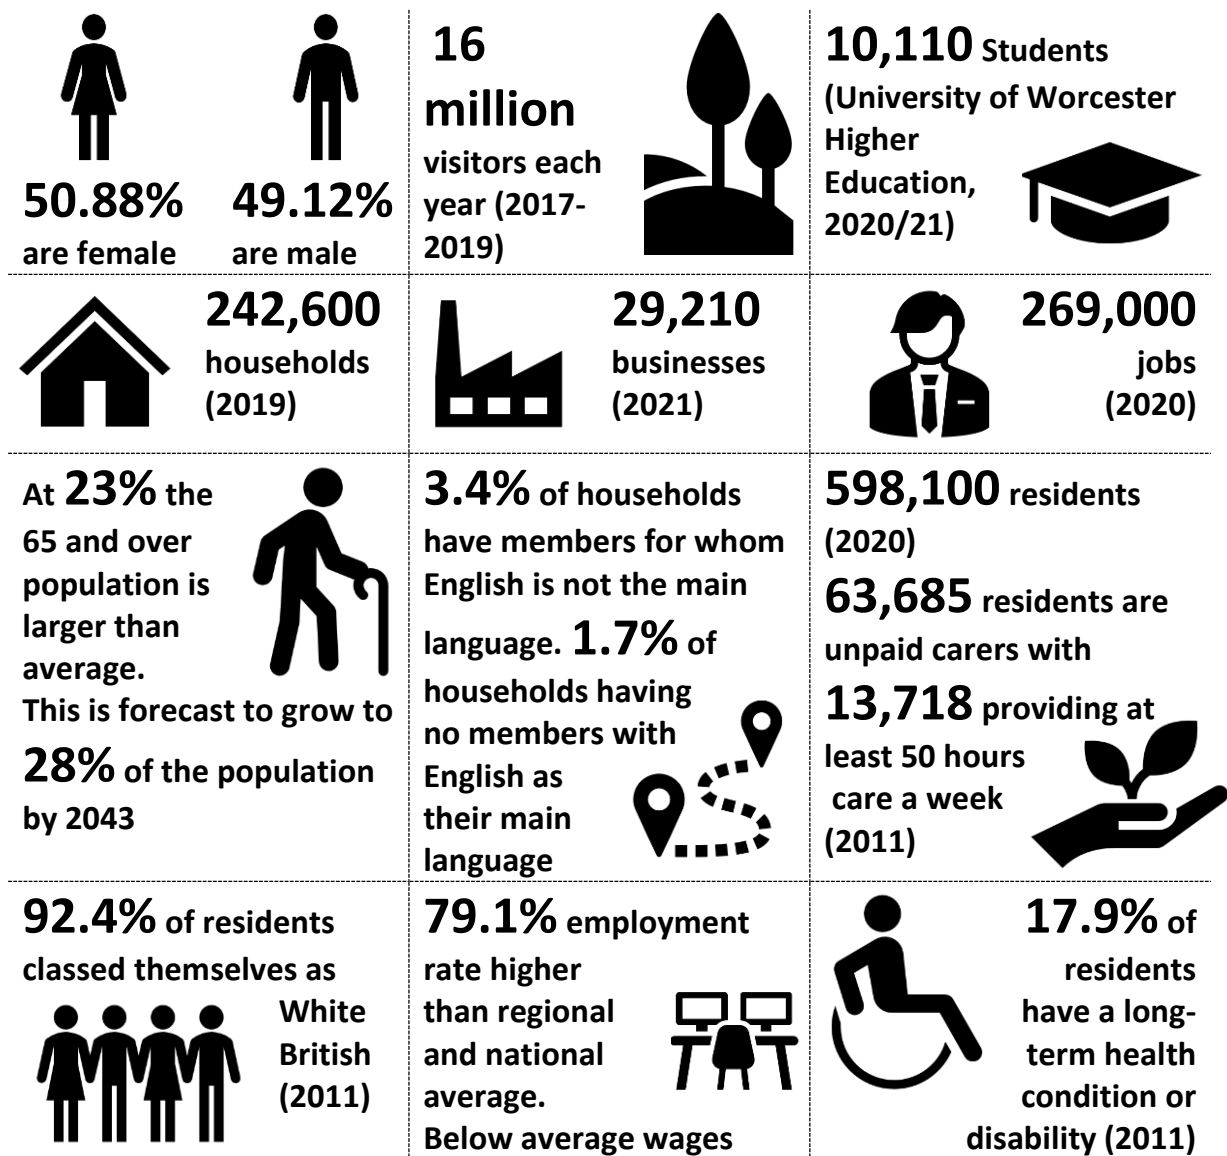 50.88%
are female
49.12%
are male
16
million
visitors each
year (2017-
2019)
10,110 Students
(University of Worcester
Higher
Education,
2020/21)
242,600
households
(2019)
29,210
businesses
(2021)
269,000
jobs
(2020)
At 23% the
65 and over
population is
larger than
average.
This is forecast to grow to
28% of the population
by 2043
3.4% of households
have members for whom
English is not the main
language. 1.7% of
households having
no members with
English as
their main
language
598,100 residents
(2020)
63,685 residents are
unpaid carers with
13,718 providing at
least 50 hours
care a week
(2011)
92.4% of residents
classed themselves as
White
British
(2011)
79.1% employment
rate higher
than regional
and national
average.
Below average wages
17.9% of
residents
have a long-
term health
condition or
disability (2011)